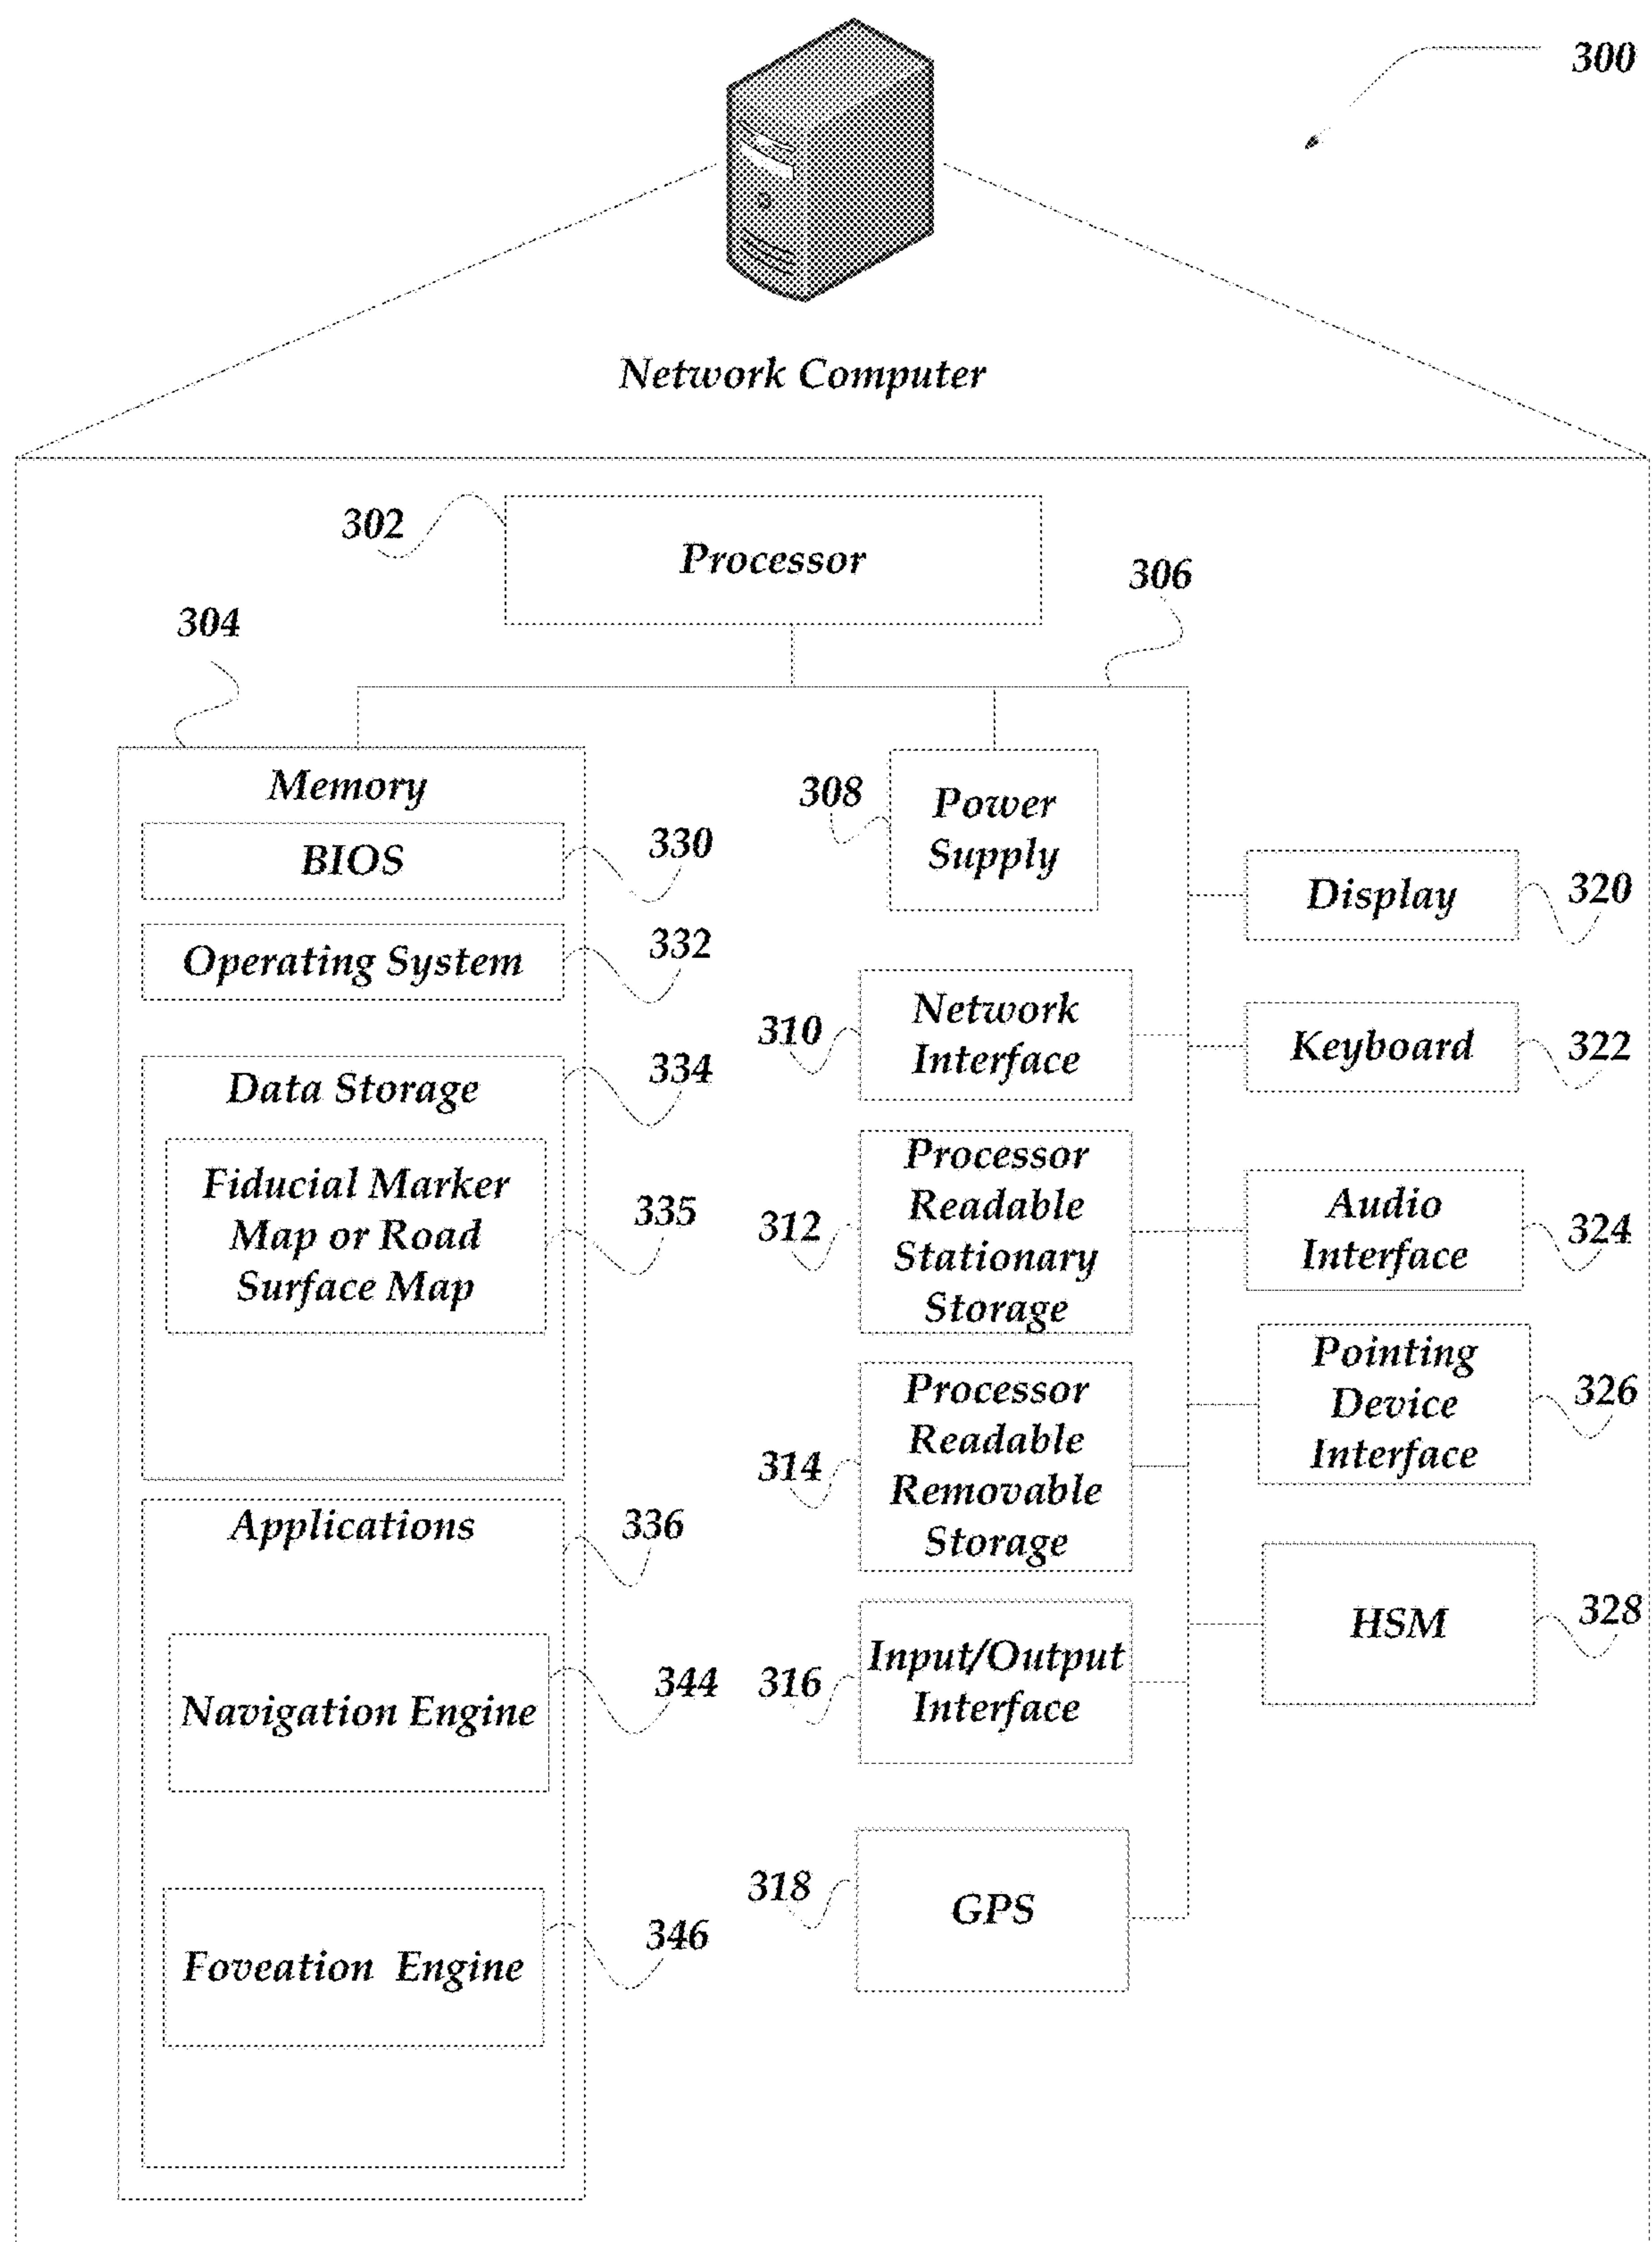 300
Network Computer
302
Processor
306
304
Memory
BIOS
330
Operating System
332
Data Storage
334
Fiducial Marker
Map or Road
Surface Map
335
Applications
336
Navigation Engine
344
Foveation Engine
346
308
Power
Supply
310
Network
Interface
312
Processor
Readable
Stationary
Storage
314
Processor
Readable
Removable
Storage
316
Input/Output
Interface
318
GPS
Display
320
Keyboard
322
Audio
Interface
324
Pointing
Device
Interface
326
HSM
328